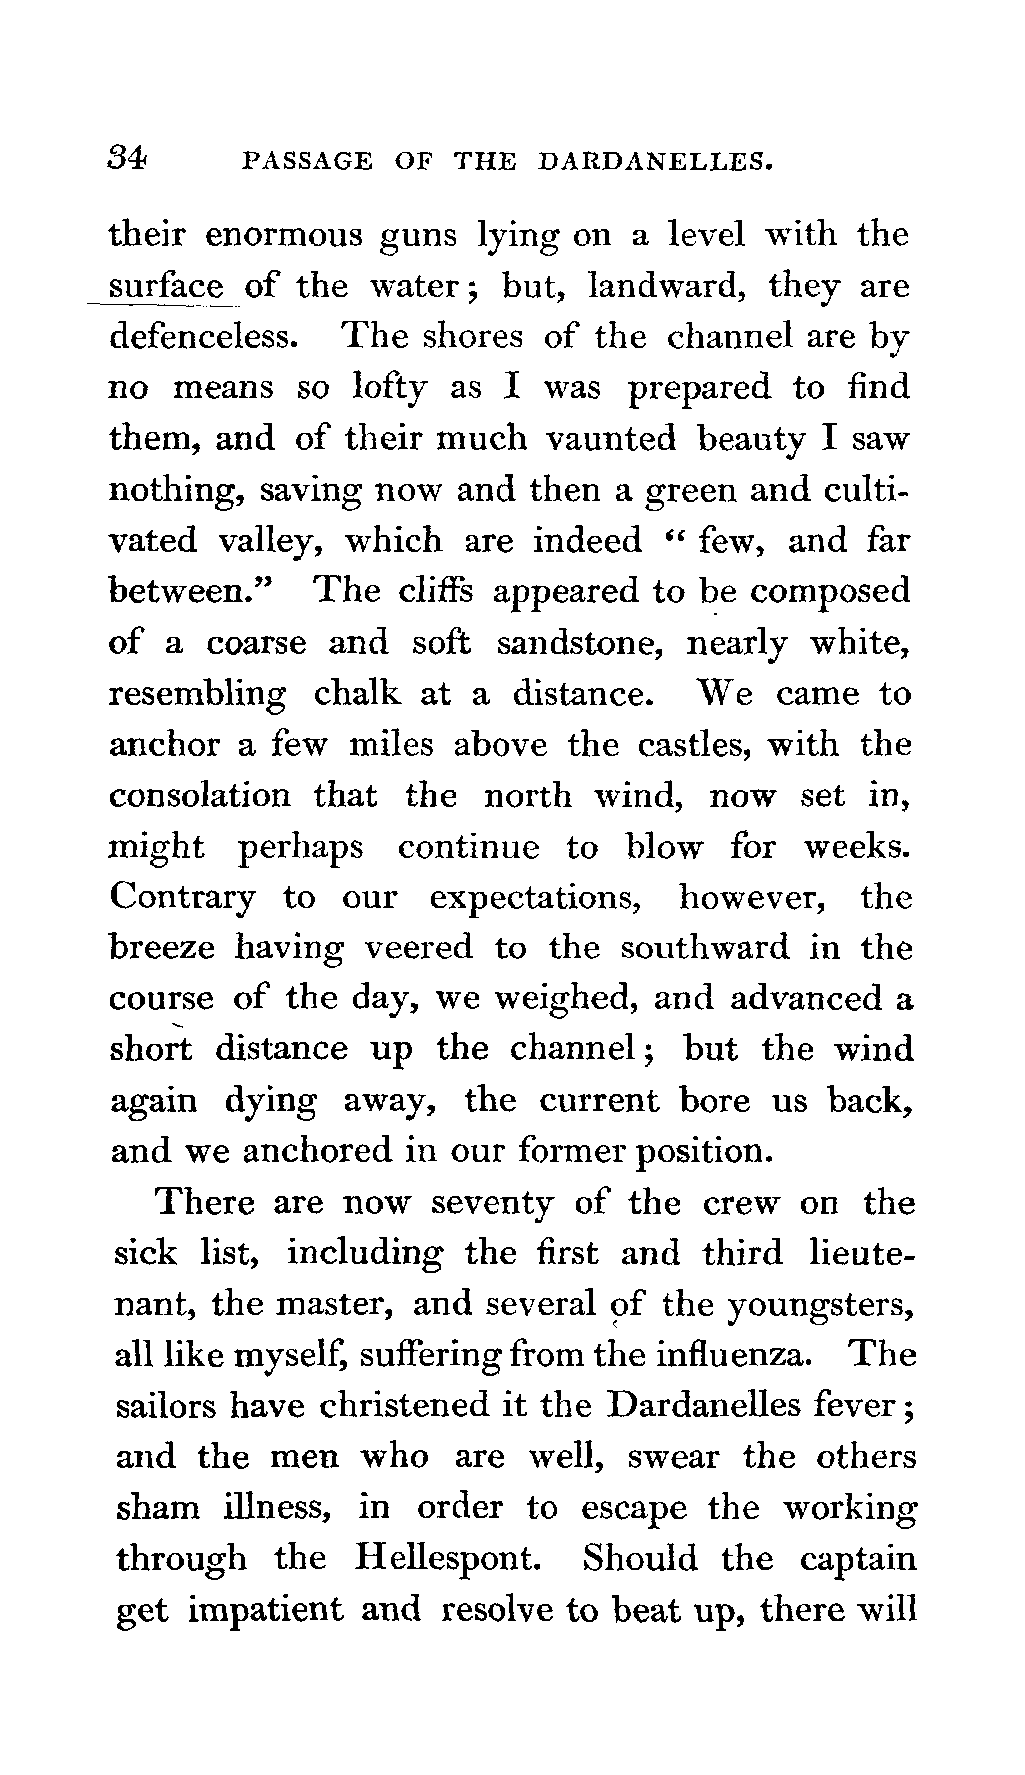 34 PASSAGE OF THE DARDANELLES.
their enormous guns lying on a level with the
surface of the water; but, landward, they are
defenceless. The shores of the channel are by
no means so lofty as I was prepared to find
them, and of their much vaunted beauty I saw
nothing, saving now and then a green and culti-
vated valley, which are indeed “ few, and far
between.” The cliffs appeared to be composed
of a coarse and soft sandstone, nearly white,
resembling chalk at a distance. We came to
anchor a few miles above the castles, with the
consolation that the north wind, now set in,
might perhaps continue to blow for weeks.
Contrary to our expectations, however, the
breeze having veered to the southward in the
course of the day, we weighed, and advanced a
short distance up the channel; but the wind
again dying away, the current bore us back,
and we anchored in our former position.
There are now seventy of the crew on the
sick list, including the first and third lieute-
nant, the master, and several of the youngsters,
all like myself, suffering from the influenza. The
sailors have christened it the Dardanelles fever;
and the men who are well, swear the others
sham illness, in order to escape the working
through the Hellespont. Should the captain
get impatient and resolve to beat up, there will